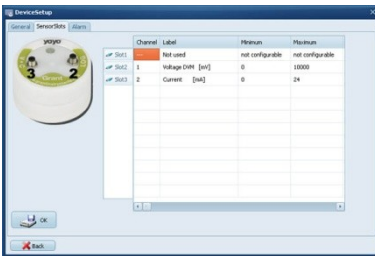 DeviceSetup
General SensorSlots Alarm
yoyo
3 2
Channel Label Minimum Maximum
Slot1 --- Not used not configurable not configurable
Slot2 1 Voltage DVM [mV] 0 10000
Slot3 2 Current [mA] 0 24
OK
Back